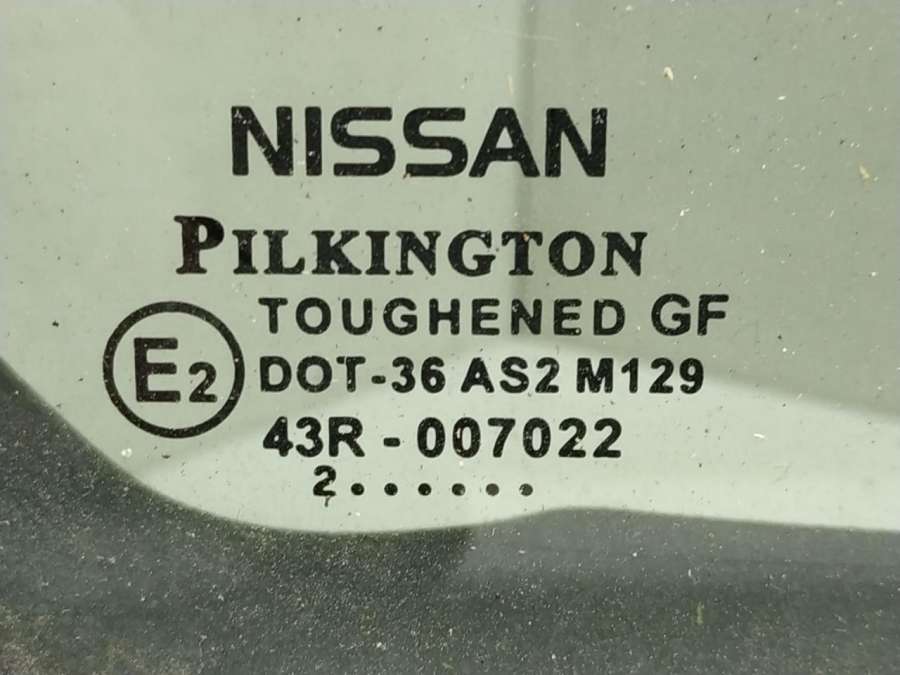 NISSAN
PILKINGTON
TOUGHENED GF
E2 DOT-36 AS2 M129
43R - 007022
2......